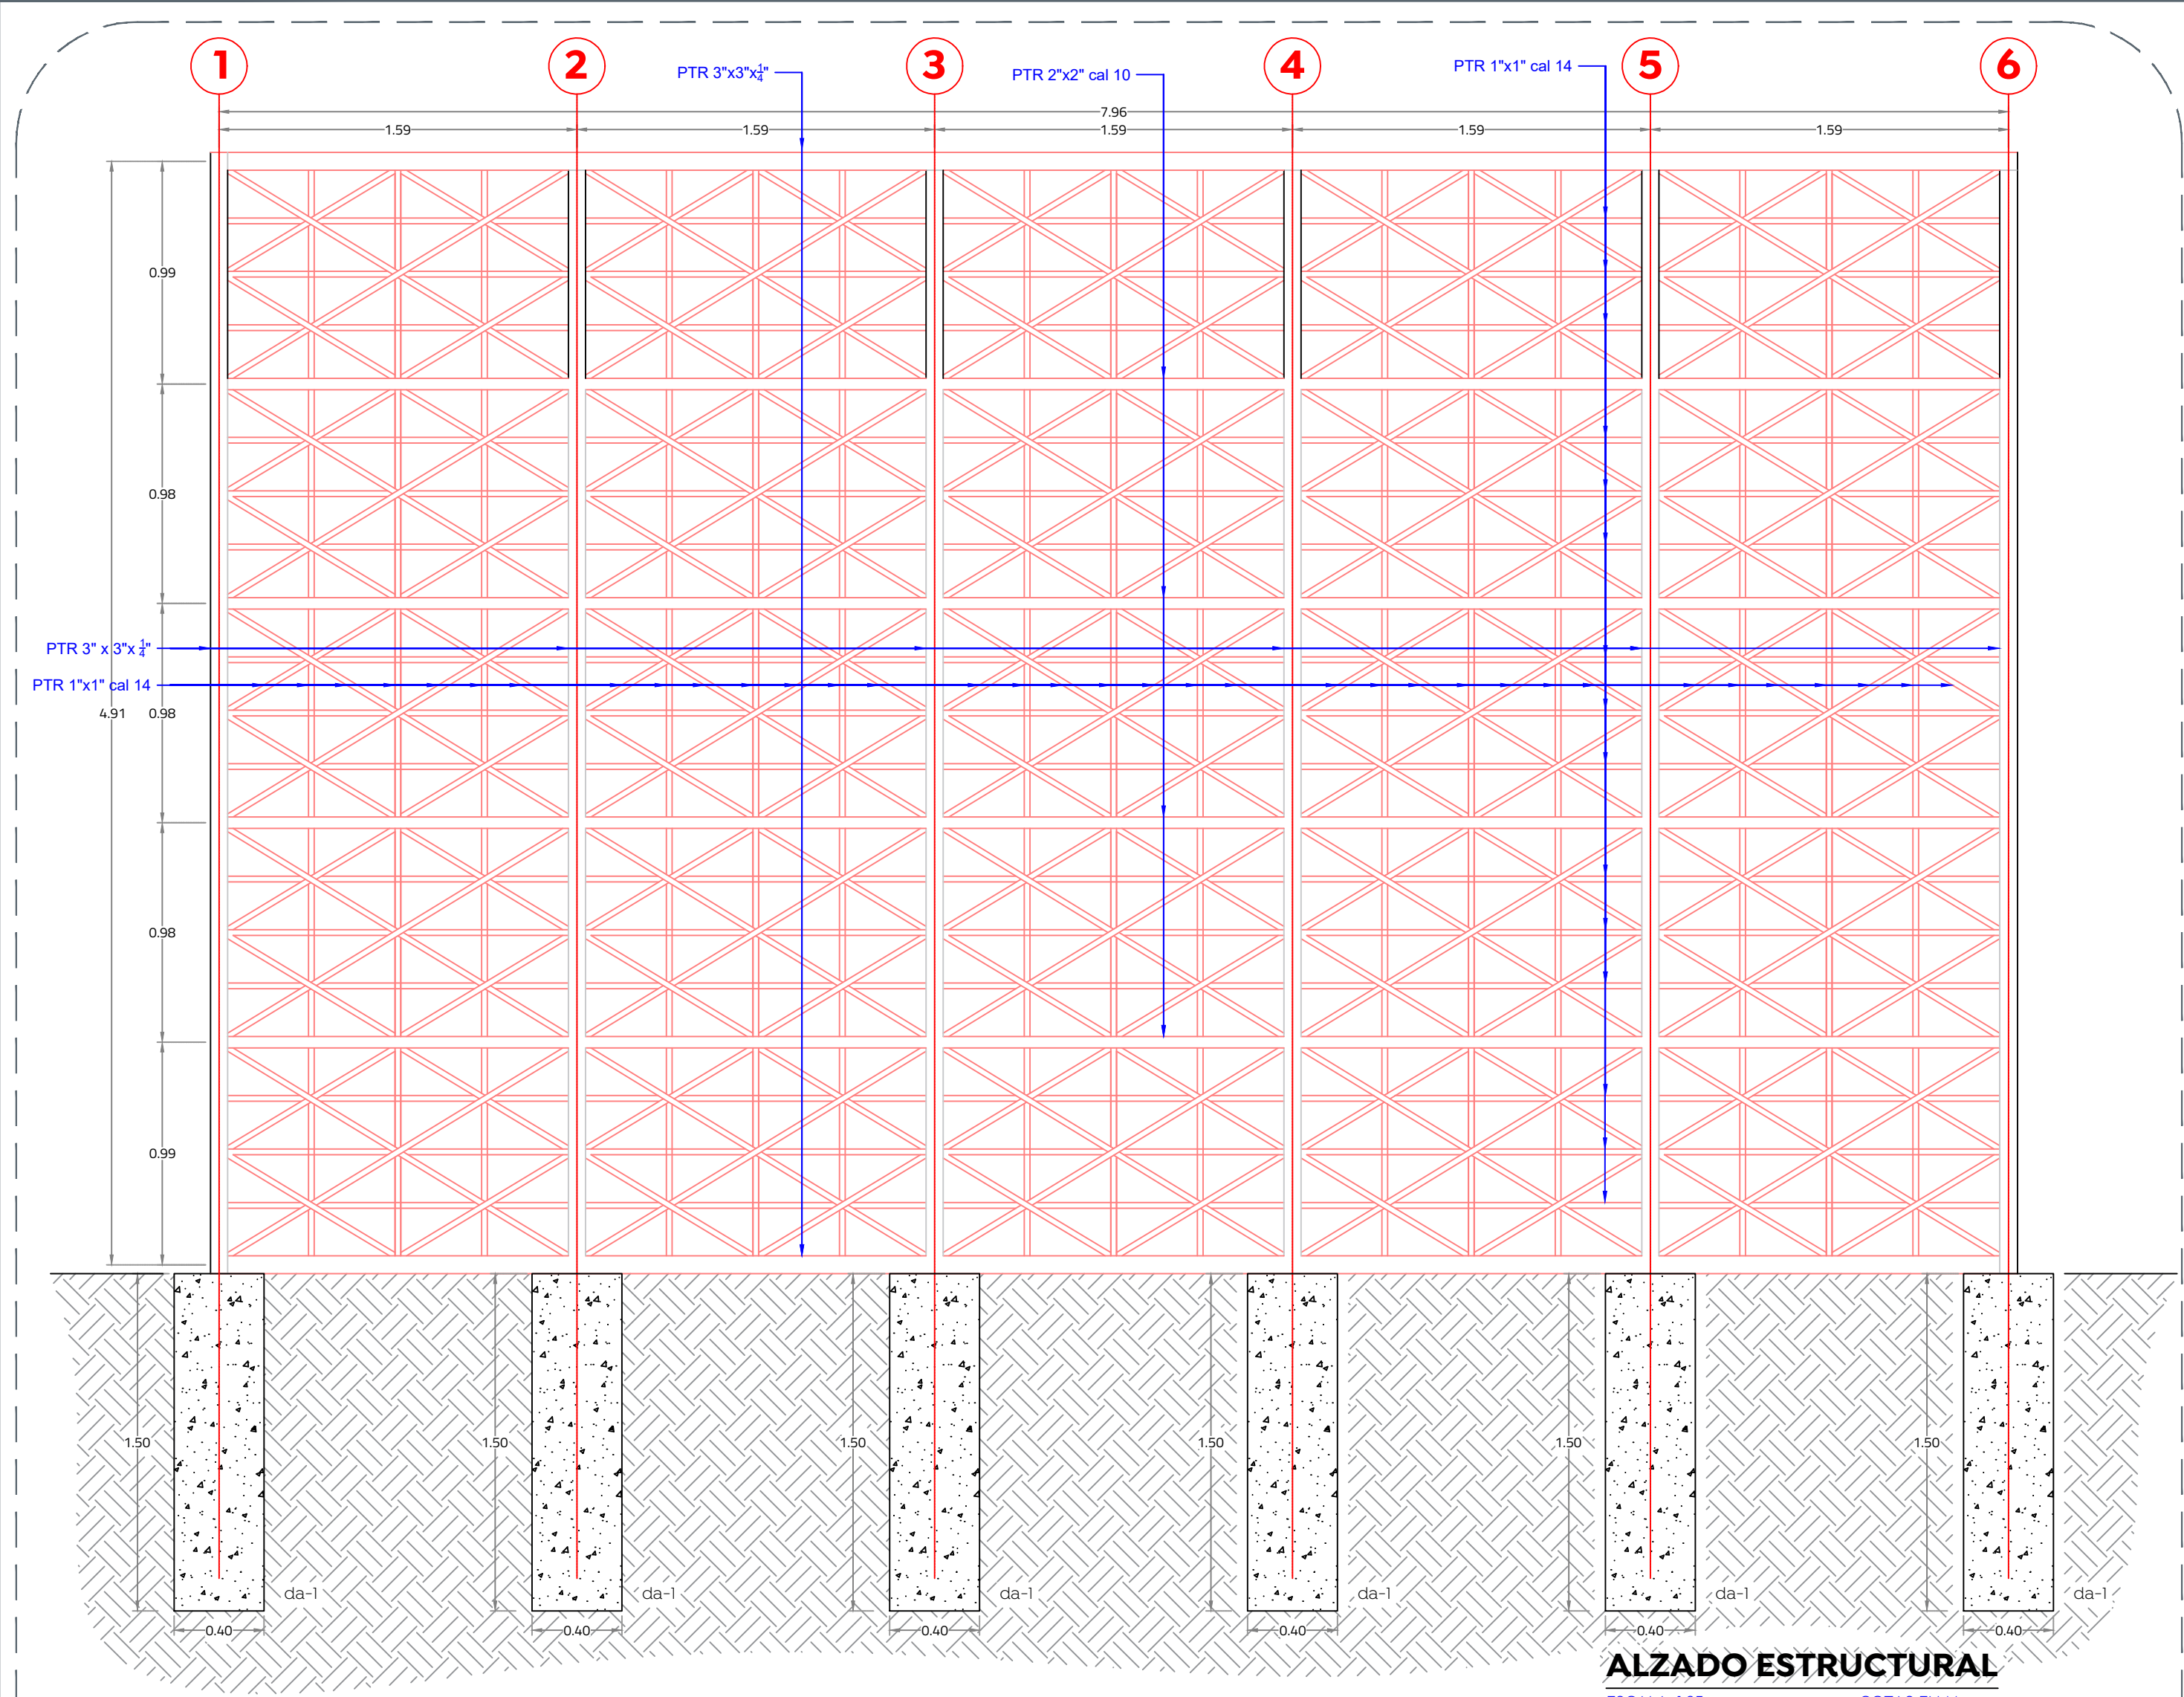 1 2 3 4 5 6
PTR 3"x3"x1/4"
PTR 2"x2" cal 10
PTR 1"x1" cal 14
7.96
1.59 1.59 1.59 1.59 1.59
0.99
0.98
PTR 3" x 3"x 1/4"
PTR 1"x1" cal 14
4.91 0.98
0.98
0.99
1.50 1.50 1.50 1.50 1.50 1.50
da-1 da-1 da-1 da-1 da-1 da-1
0.40 0.40 0.40 0.40 0.40 0.40
ALZADO ESTRUCTURAL